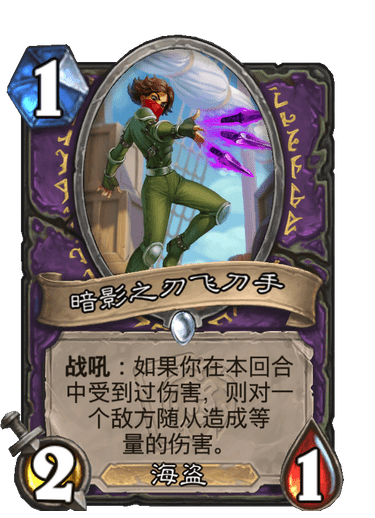 1
暗影之刃飞刀手
战吼：如果你在本回合
中受到过伤害，则对一
个敌方随从造成等
量的伤害。
2
海盗
1